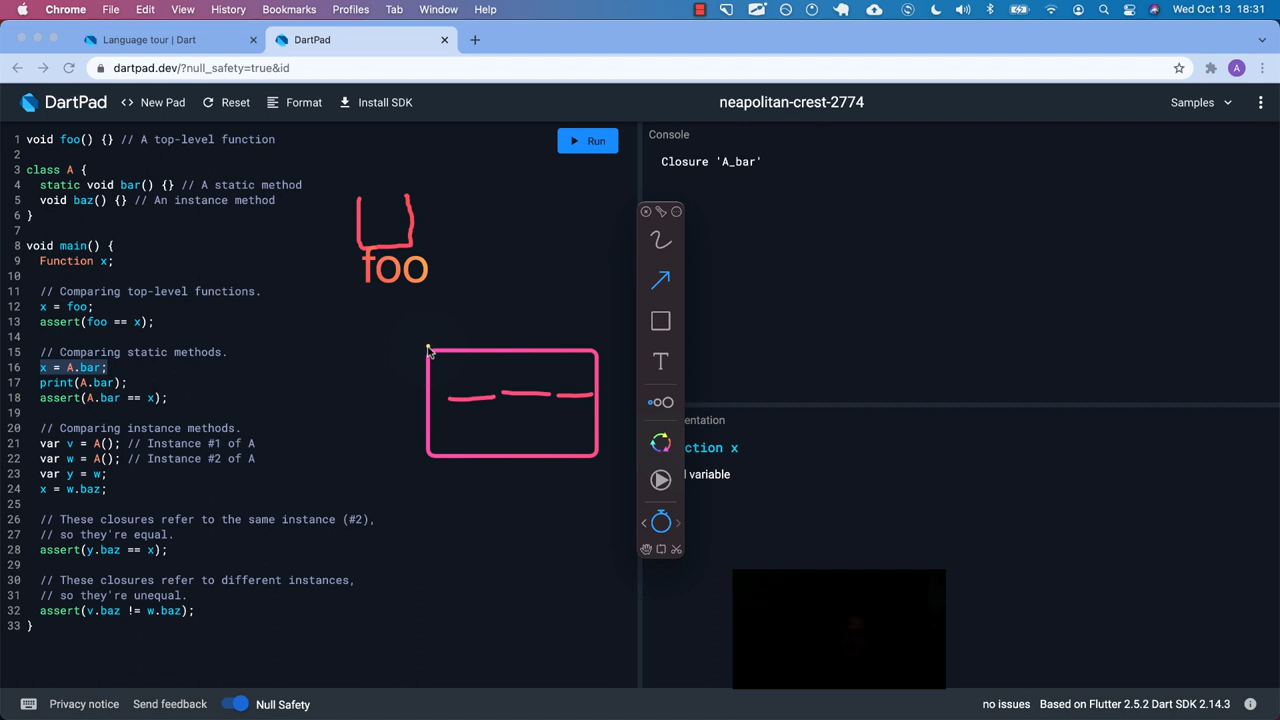 Chrome File Edit View History Bookmarks Profiles Tab Window Help Wed Oct 13 18:31
Language tour | Dart DartPad
dartpad.dev/?null_safety=true&id A
DartPad New Pad Reset Format Install SDK neapolitan-crest-2774 Samples
Run
Console
Closure 'A_bar'
1 void foo() {} // A top-level function
2
3 class A {
4 static void bar() {} // A static method
5 void baz() {} // An instance method
6 }
7
8 void main() {
9 Function x;
10
11 // Comparing top-level functions.
12 x = foo;
13 assert(foo == x);
14
15 // Comparing static methods.
16 x = A.bar;
17 print(A.bar);
18 assert(A.bar == x);
19
20 // Comparing instance methods.
21 var v = A(); // Instance #1 of A
22 var w = A(); // Instance #2 of A
23 var y = w;
24 x = w.baz;
25
26 // These closures refer to the same instance (#2),
27 // so they're equal.
28 assert(y.baz == x);
29
30 // These closures refer to different instances,
31 // so they're unequal.
32 assert(v.baz != w.baz);
33 }
foo
T
entation
ction x
l variable
Privacy notice Send feedback Null Safety no issues Based on Flutter 2.5.2 Dart SDK 2.14.3